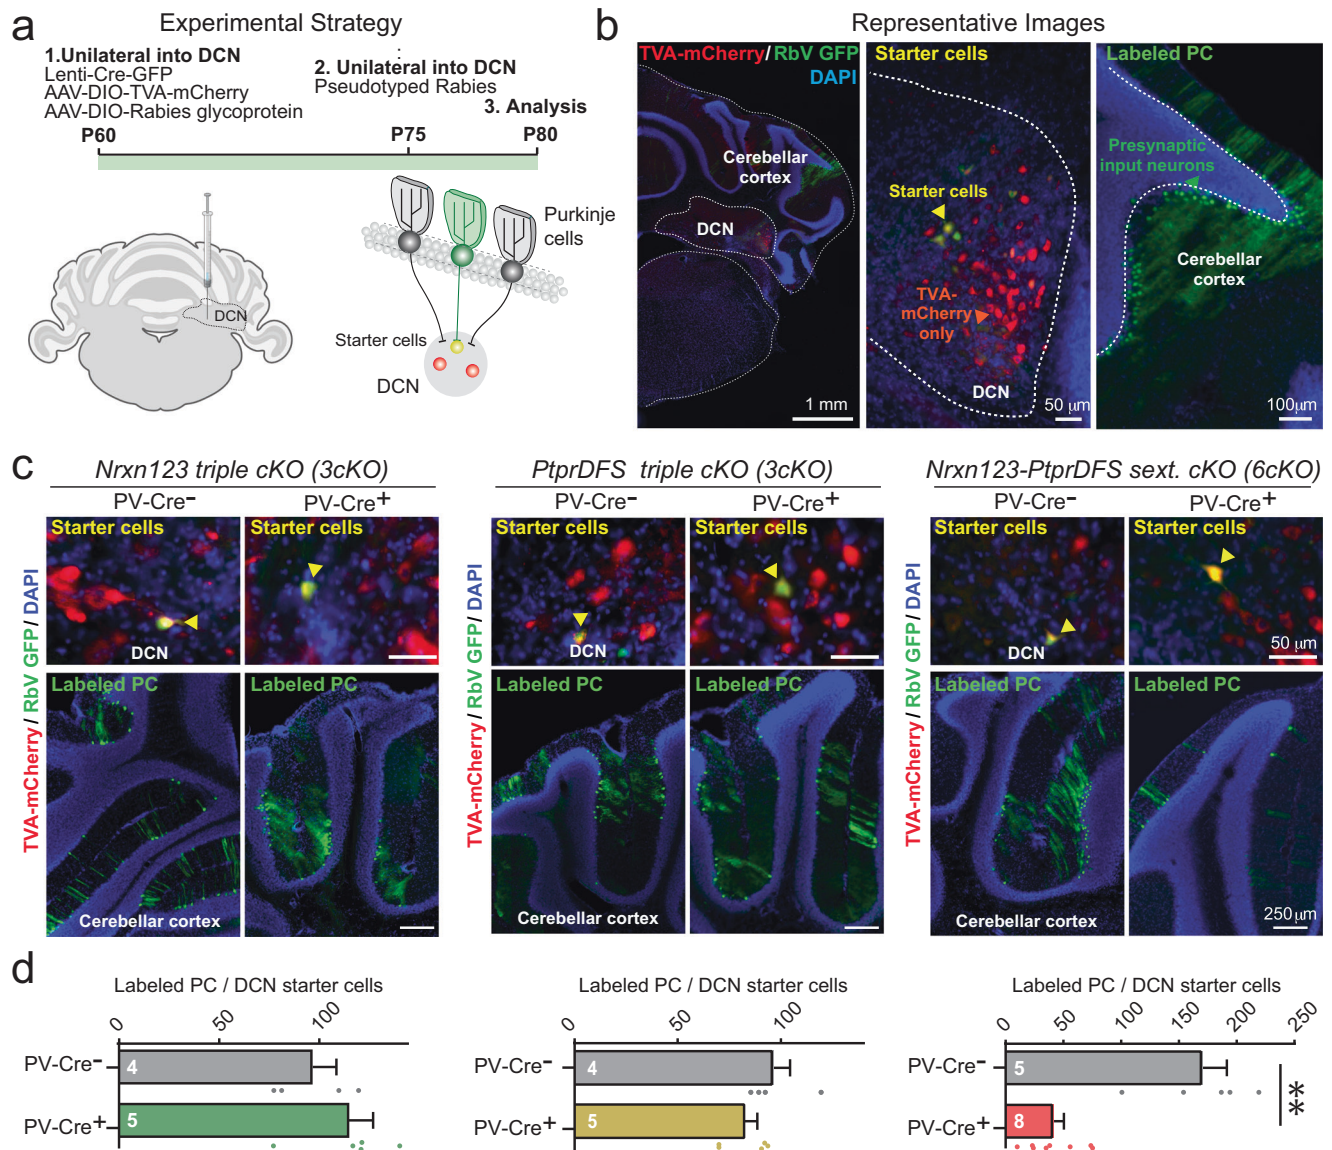 a
Experimental Strategy
1.Unilateral into DCN
Lenti-Cre-GFP
AAV-DIO-TVA-mCherry
AAV-DIO-Rabies glycoprotein
:
2. Unilateral into DCN
Pseudotyped Rabies
3. Analysis
P60
P75
P80
DCN
Purkinje
cells
Starter cells
DCN
b
Representative Images
TVA-mCherry/ RbV GFP
DAPI
Cerebellar
cortex
DCN
1 mm
Starter cells
Starter cells
TVA-
mCherry
only
DCN
50 µm
Labeled PC
Presynaptic
input neurons
Cerebellar
cortex
100µm
c
Nrxn123 triple cKO (3cKO)
PV-Cre-
PV-Cre+
TVA-mCherry / RbV GFP / DAPI
Starter cells
DCN
Starter cells
Labeled PC
Cerebellar cortex
Labeled PC
PtprDFS triple cKO (3cKO)
PV-Cre-
PV-Cre+
TVA-mCherry / RbV GFP / DAPI
Starter cells
DCN
Starter cells
Labeled PC
Cerebellar cortex
Labeled PC
Nrxn123-PtprDFS sext. cKO (6cKO)
PV-Cre-
PV-Cre+
TVA-mCherry / RbV GFP / DAPI
Starter cells
DCN
Starter cells
50 µm
Labeled PC
Cerebellar cortex
Labeled PC
250 µm
d
Labeled PC / DCN starter cells
0
50
100
PV-Cre-
4
PV-Cre+
5
Labeled PC / DCN starter cells
0
50
100
PV-Cre-
4
PV-Cre+
5
Labeled PC / DCN starter cells
0
50
100
150
200
250
PV-Cre-
5
PV-Cre+
8
**